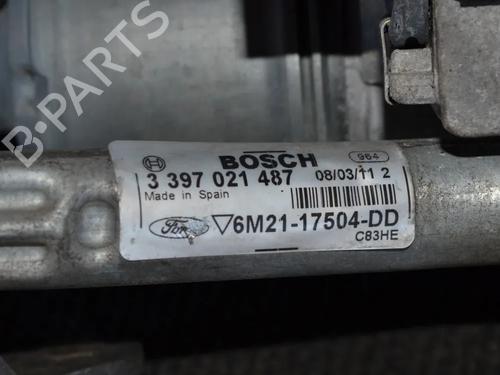 BOSCH 964
3 397 021 487 08/03/11 2
Made in Spain
Ford 6M21-17504-DD
C83HE
B-PARTS